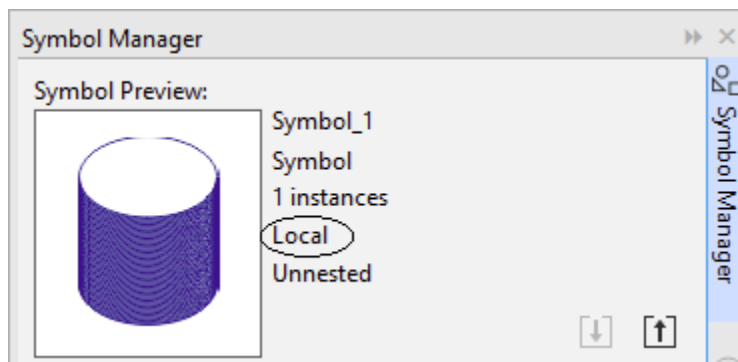 Symbol Manager
Symbol Preview:
Symbol_1
Symbol
1 instances
Local
Unnested
Symbol Manager